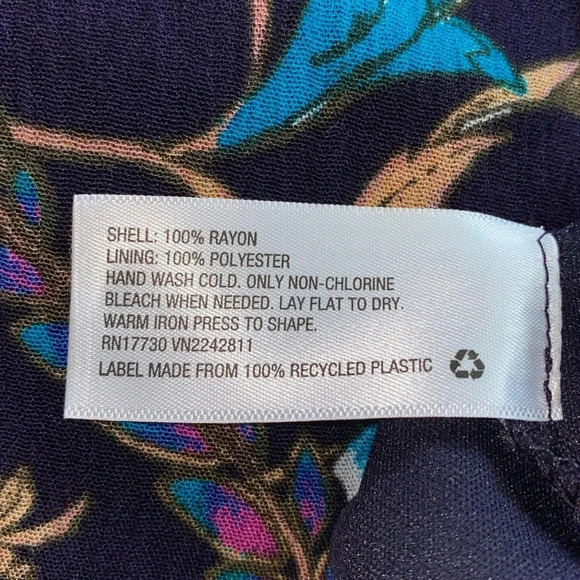 SHELL: 100% RAYON
LINING: 100% POLYESTER
HAND WASH COLD. ONLY NON-CHLORINE
BLEACH WHEN NEEDED. LAY FLAT TO DRY.
WARM IRON PRESS TO SHAPE.
RN17730 VN2242811
LABEL MADE FROM 100% RECYCLED PLASTIC